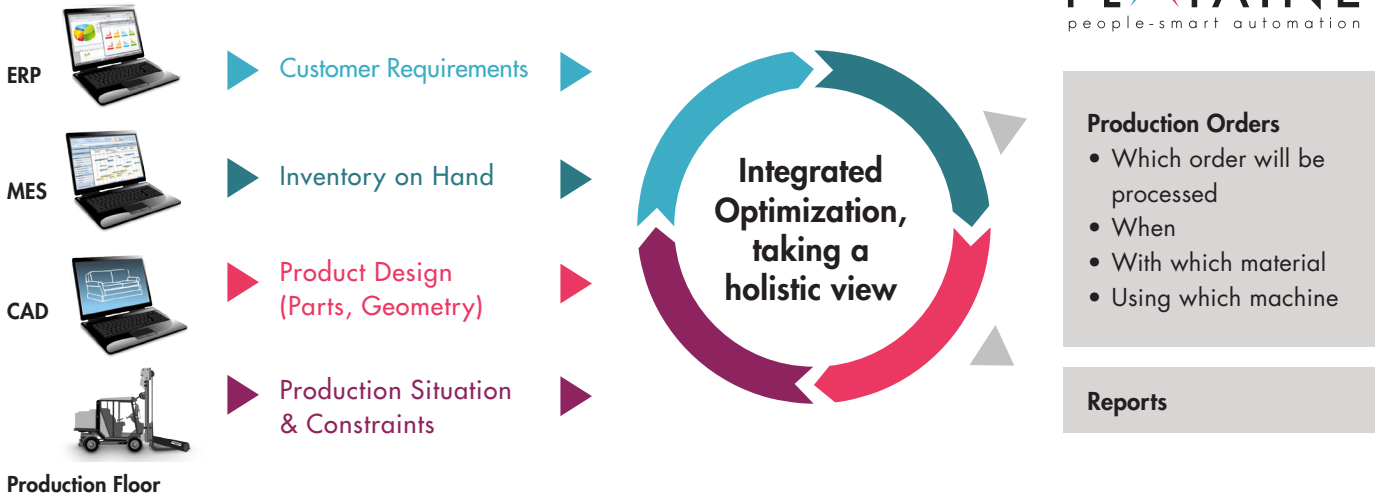 people-smart automation
ERP
Customer Requirements
MES
Inventory on Hand
CAD
Product Design
(Parts, Geometry)
Production Situation
& Constraints
Production Floor
Integrated
Optimization,
taking a
holistic view
Production Orders
• Which order will be
processed
• When
• With which material
• Using which machine
Reports